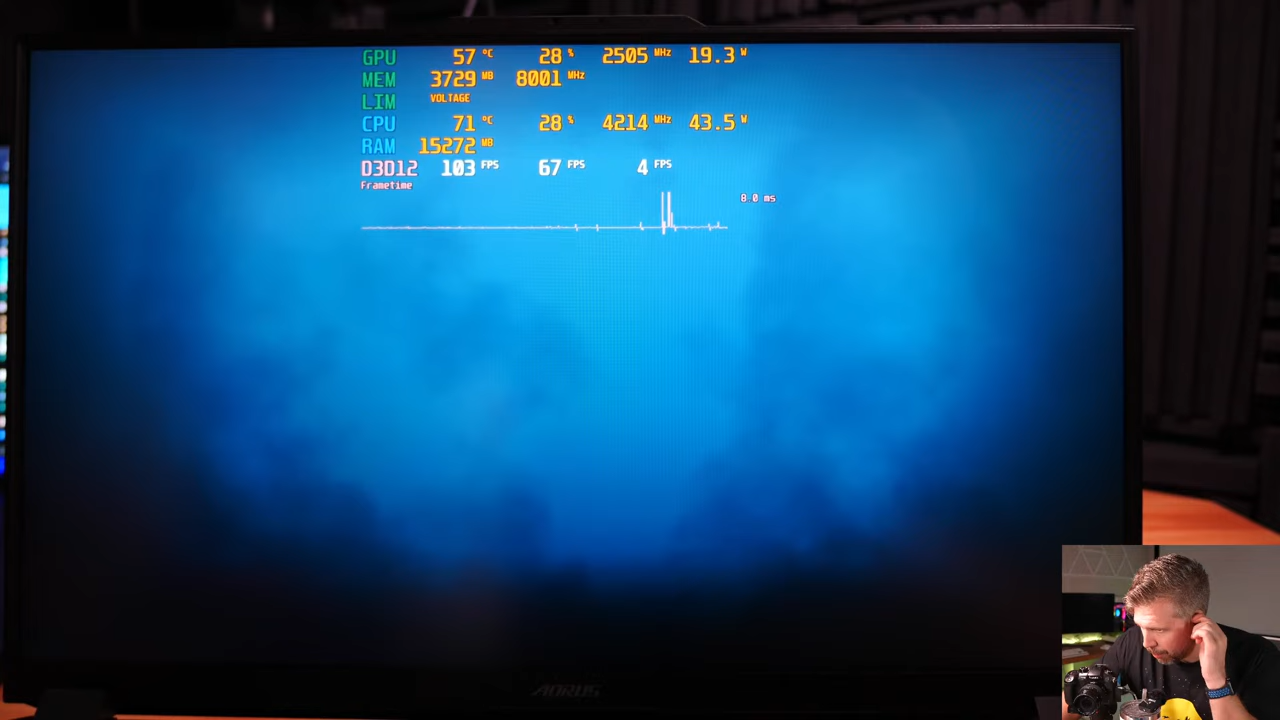 GPU 57 °C 28 % 2505 MHz 19.3 W
MEM 3729 MB 8001 MHz
LIM VOLTAGE
CPU 71 °C 28 % 4214 MHz 43.5 W
RAM 15272 MB
D3D12 103 FPS 67 FPS 4 FPS
Frametime
8.0 ms
AORUS